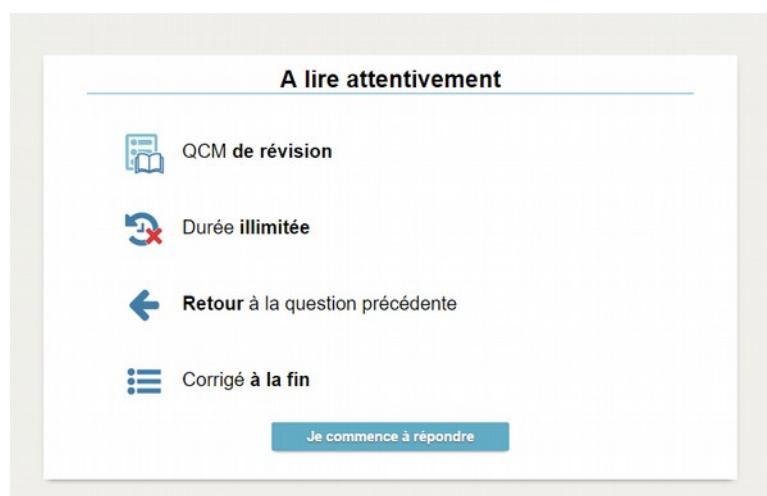 A lire attentivement
QCM de révision
Durée illimitée
Retour à la question précédente
Corrigé à la fin
Je commence à répondre